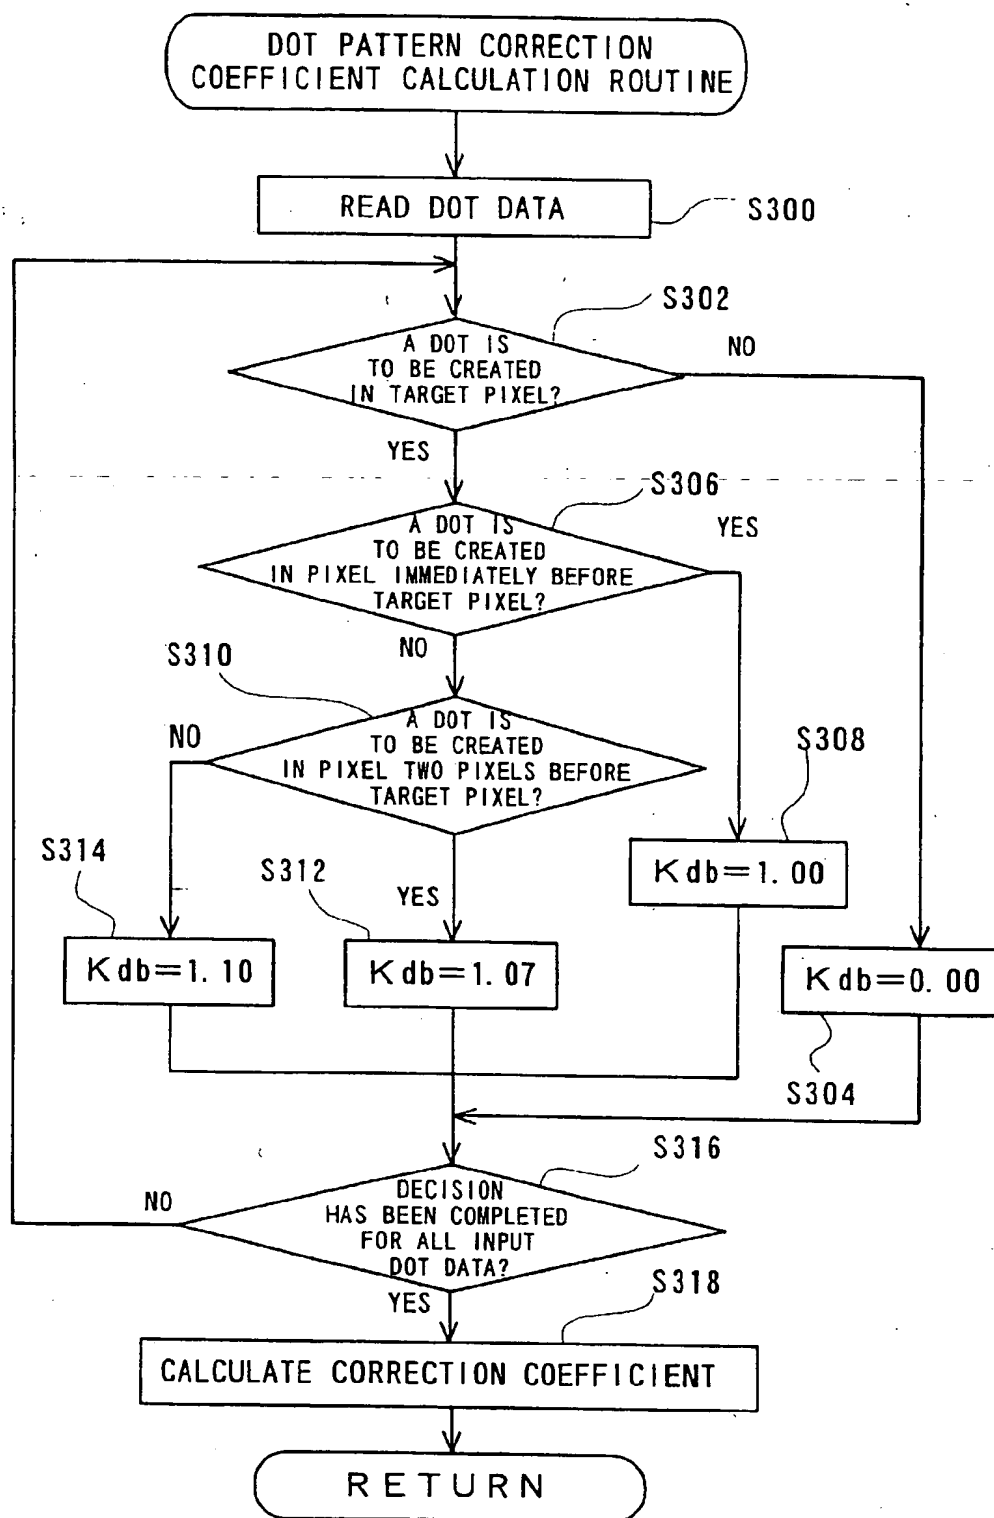 DOT PATTERN CORRECTION
COEFFICIENT CALCULATION ROUTINE
READ DOT DATA
S300
S302
A DOT IS
TO BE CREATED
IN TARGET PIXEL?
NO
YES
S306
A DOT IS
TO BE CREATED
IN PIXEL IMMEDIATELY BEFORE
TARGET PIXEL?
YES
NO
S310
A DOT IS
TO BE CREATED
IN PIXEL TWO PIXELS BEFORE
TARGET PIXEL?
NO
YES
S308
Kdb=1.00
S314
Kdb=1.10
S312
Kdb=1.07
Kdb=0.00
S304
S316
DECISION
HAS BEEN COMPLETED
FOR ALL INPUT
DOT DATA?
NO
YES
S318
CALCULATE CORRECTION COEFFICIENT
RETURN